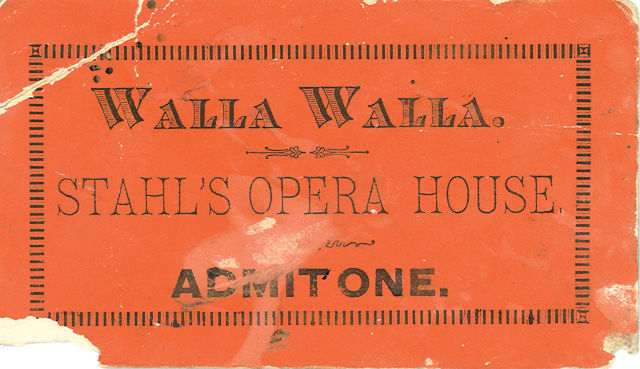 WALLA WALLA.
STAHL'S OPERA HOUSE.
ADMIT ONE.